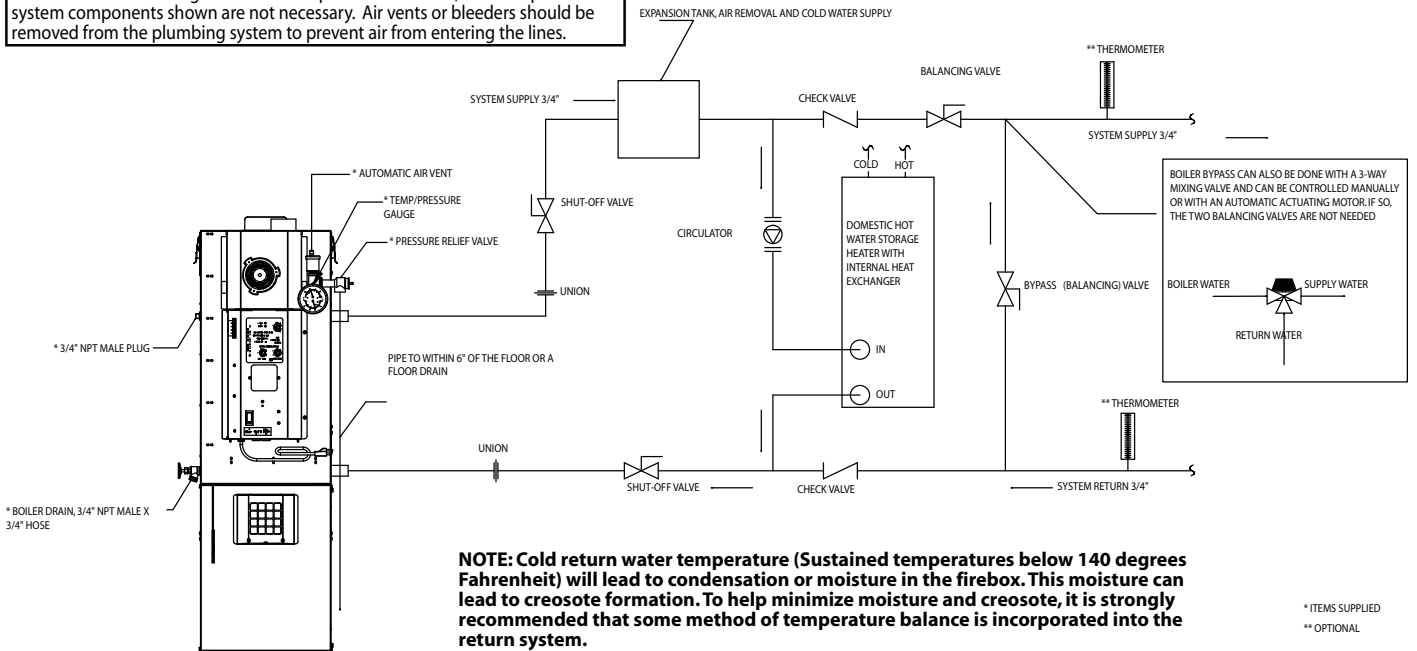 system components shown are not necessary. Air vents or bleeders should be
removed from the plumbing system to prevent air from entering the lines.
EXPANSION TANK, AIR REMOVAL AND COLD WATER SUPPLY
** THERMOMETER
BALANCING VALVE
SYSTEM SUPPLY 3/4"
CHECK VALVE
SYSTEM SUPPLY 3/4"
COLD
HOT
* AUTOMATIC AIR VENT
* TEMP/PRESSURE
GAUGE
SHUT-OFF VALVE
* PRESSURE RELIEF VALVE
CIRCULATOR
DOMESTIC HOT
WATER STORAGE
HEATER WITH
INTERNAL HEAT
EXCHANGER
BOILER BYPASS CAN ALSO BE DONE WITH A 3-WAY
MIXING VALVE AND CAN BE CONTROLLED MANUALLY
OR WITH AN AUTOMATIC ACTUATING MOTOR. IF SO,
THE TWO BALANCING VALVES ARE NOT NEEDED
UNION
BYPASS (BALANCING) VALVE
BOILER WATER
SUPPLY WATER
RETURN WATER
* 3/4" NPT MALE PLUG
PIPE TO WITHIN 6" OF THE FLOOR OR A
FLOOR DRAIN
IN
OUT
** THERMOMETER
UNION
SHUT-OFF VALVE
CHECK VALVE
SYSTEM RETURN 3/4"
* BOILER DRAIN, 3/4" NPT MALE X
3/4" HOSE
NOTE: Cold return water temperature (Sustained temperatures below 140 degrees
Fahrenheit) will lead to condensation or moisture in the firebox. This moisture can
lead to creosote formation. To help minimize moisture and creosote, it is strongly
recommended that some method of temperature balance is incorporated into the
return system.
* ITEMS SUPPLIED
** OPTIONAL